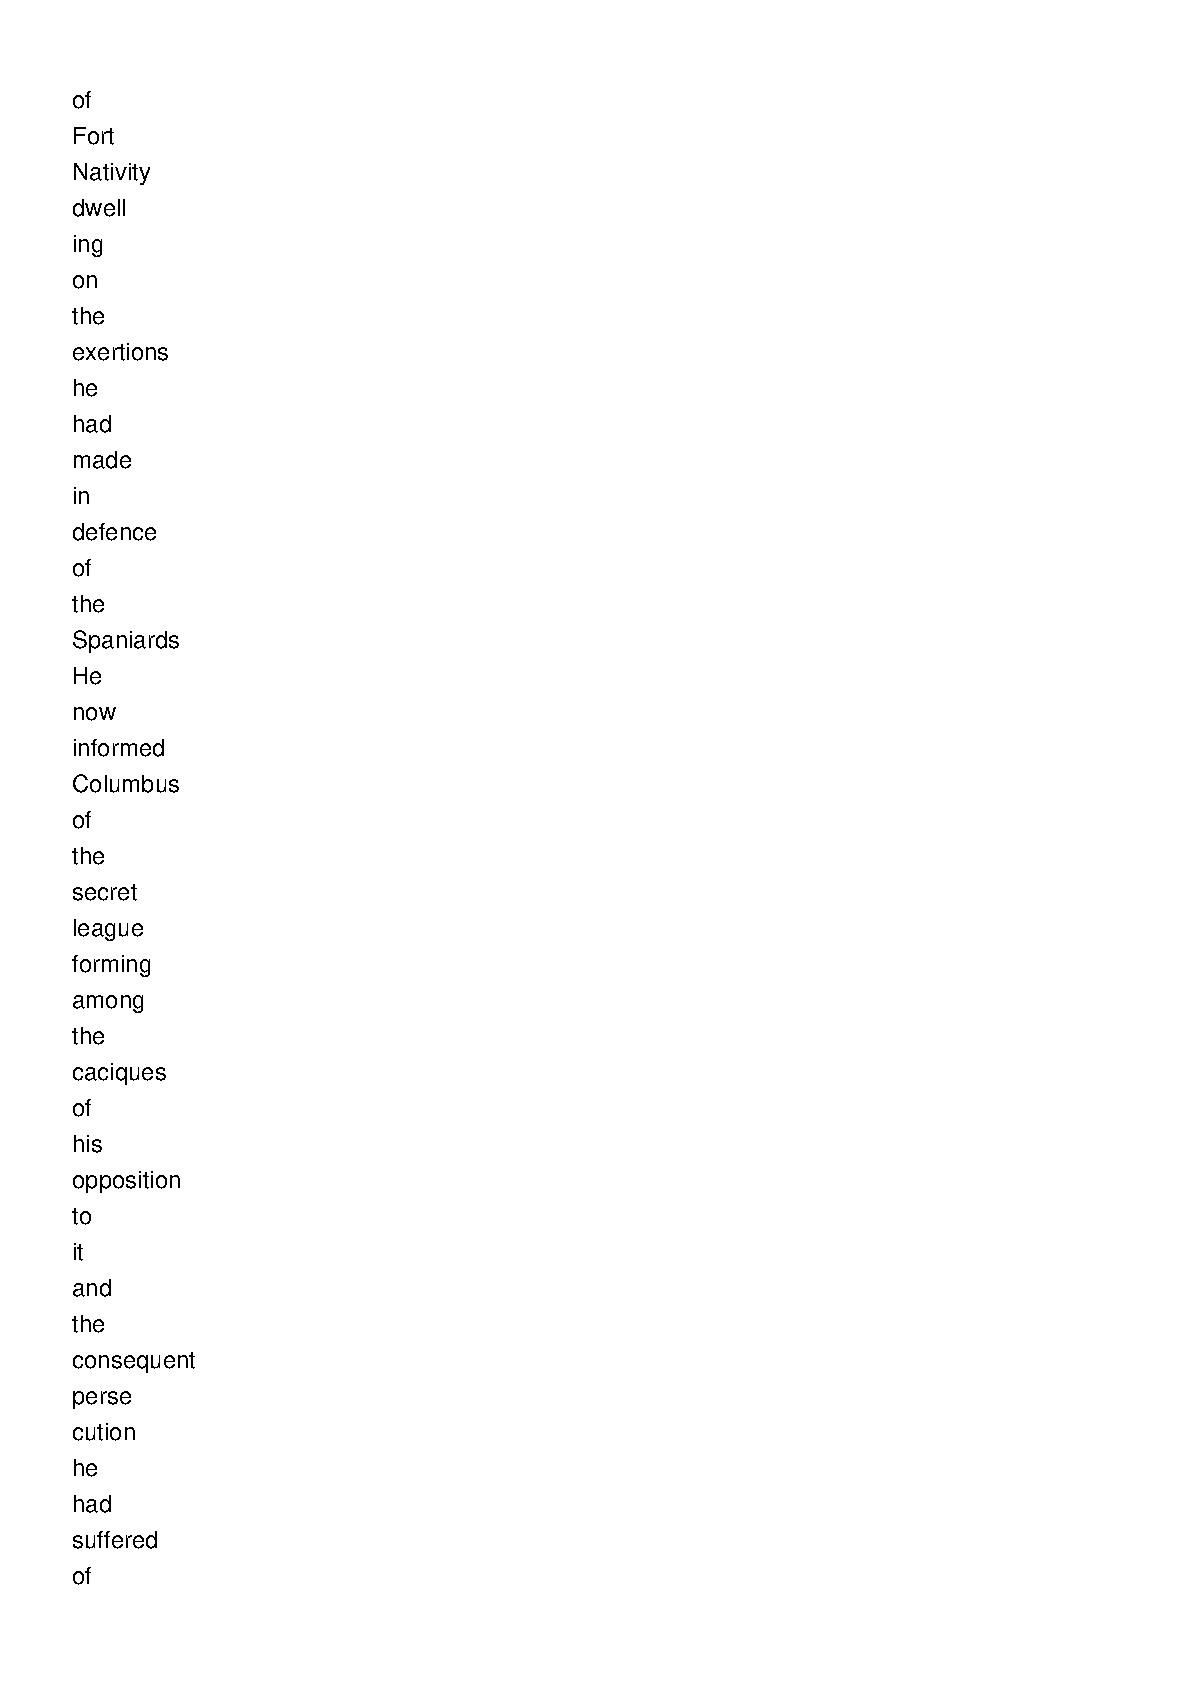 of
Fort
Nativity
dwell
ing
on
the
exertions
he
had
made
in
defence
of
the
Spaniards
He
now
informed
Columbus
of
the
secret
league
forming
among
the
caciques
of
his
opposition
to
it
and
the
consequent
perse
cution
he
had
suffered
of